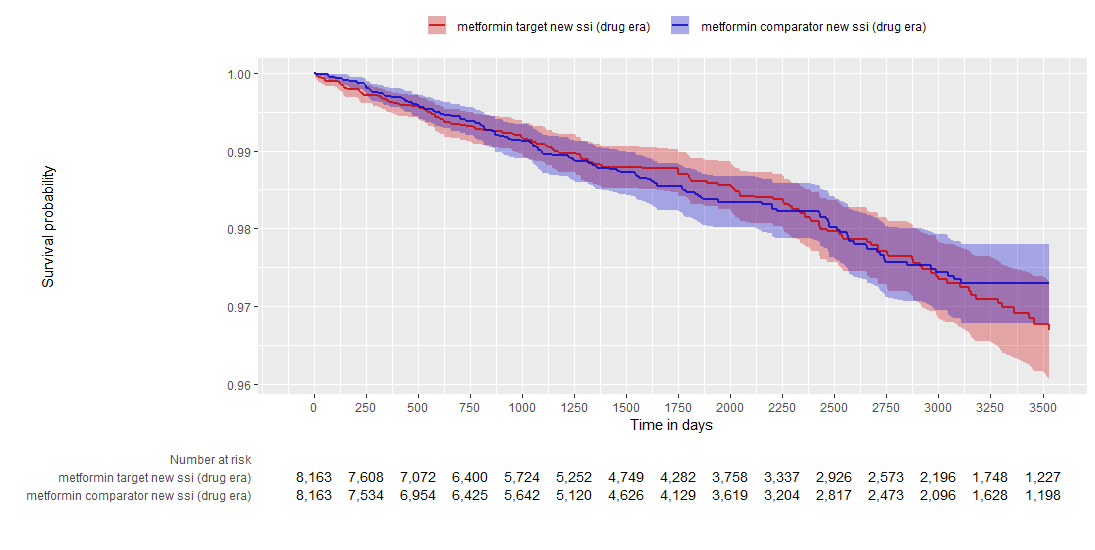 metformin target new ssi (drug era) metformin comparator new ssi (drug era)
Survival probability
1.00
0.99
0.98
0.97
0.96
0 250 500 750 1000 1250 1500 1750 2000 2250 2500 2750 3000 3250 3500
Time in days
Number at risk
metformin target new ssi (drug era) 8,163 7,608 7,072 6,400 5,724 5,252 4,749 4,282 3,758 3,337 2,926 2,573 2,196 1,748 1,227
metformin comparator new ssi (drug era) 8,163 7,534 6,954 6,425 5,642 5,120 4,626 4,129 3,619 3,204 2,817 2,473 2,096 1,628 1,198